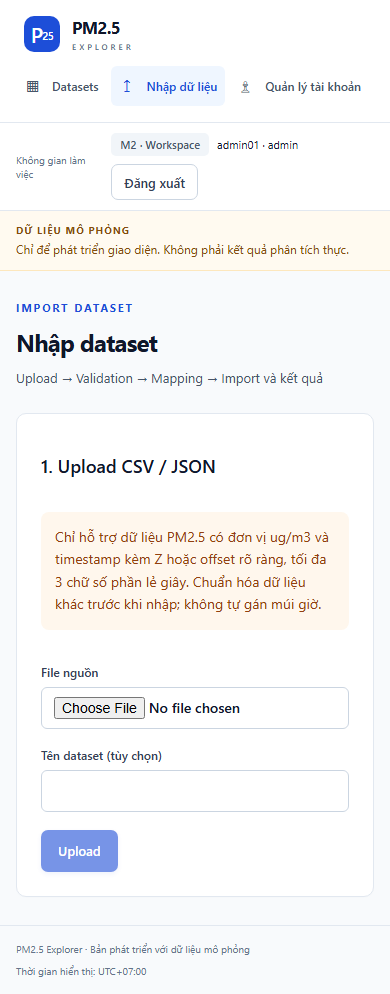 P25
PM2.5
EXPLORER
Datasets
Nhập dữ liệu
Quản lý tài khoản
Không gian làm
việc
M2 · Workspace
admin01 · admin
Đăng xuất
DỮ LIỆU MÔ PHỎNG
Chỉ để phát triển giao diện. Không phải kết quả phân tích thực.
IMPORT DATASET
Nhập dataset
Upload → Validation → Mapping → Import và kết quả
1. Upload CSV / JSON
Chỉ hỗ trợ dữ liệu PM2.5 có đơn vị ug/m3 và
timestamp kèm Z hoặc offset rõ ràng, tối đa
3 chữ số phần lẻ giây. Chuẩn hóa dữ liệu
khác trước khi nhập; không tự gán múi giờ.
File nguồn
Choose File No file chosen
Tên dataset (tùy chọn)
Upload
PM2.5 Explorer · Bản phát triển với dữ liệu mô phỏng
Thời gian hiển thị: UTC+07:00